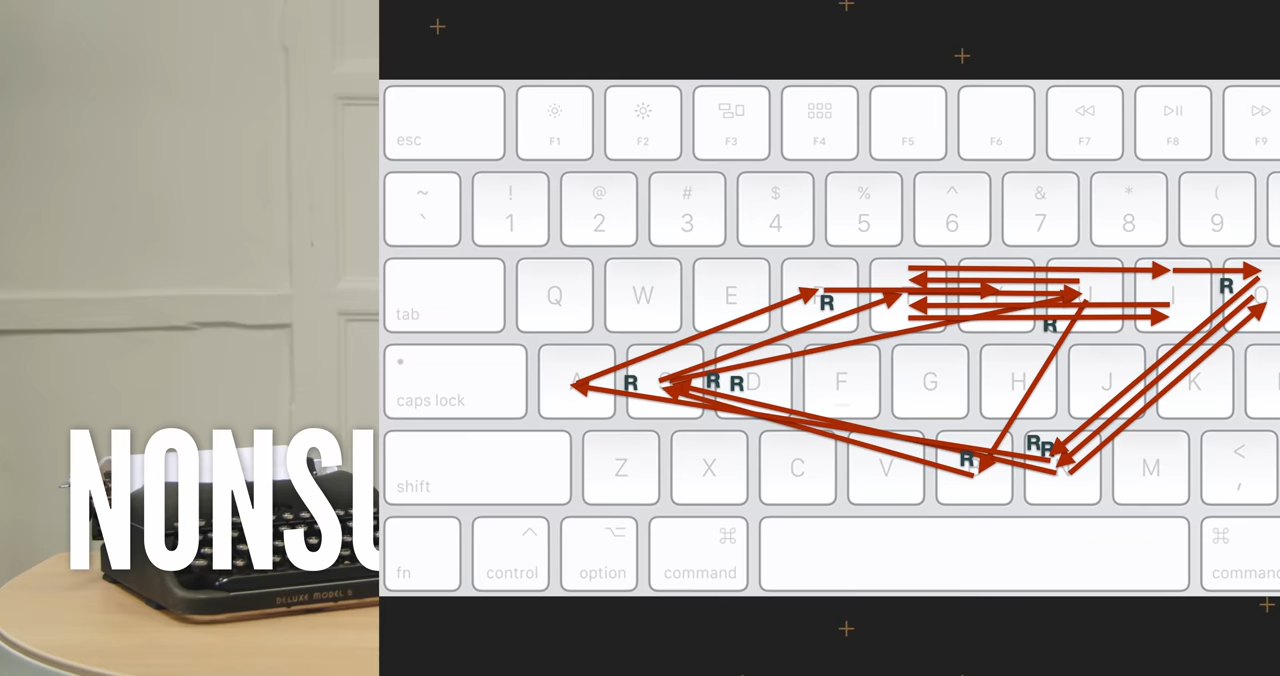 NONSU
DELUXE MODEL 5
esc F1 F2 F3 F4 F5 F6 F7 F8 F9
~ ! @ # $ % ^ & * (
` 1 2 3 4 5 6 7 8 9
tab Q W E I
R R R
caps lock D F G H J K
R R R
shift Z X C V M <
R R R ,
fn control option command command